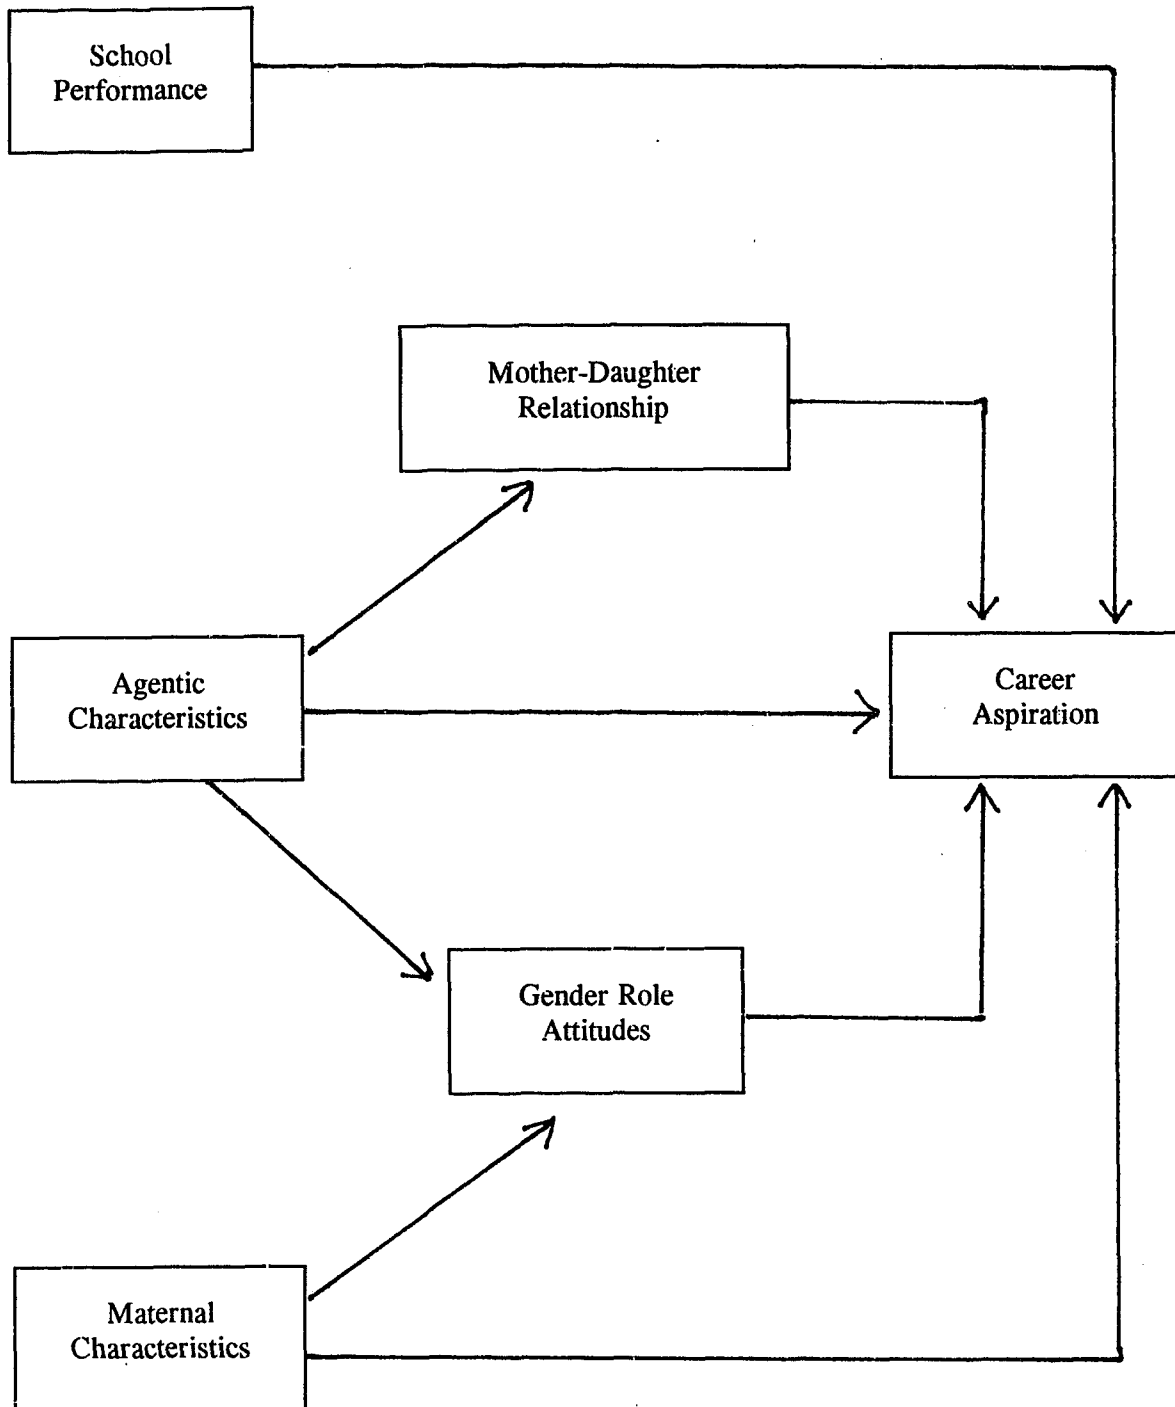 School
Performance
Mother-Daughter
Relationship
Agentic
Characteristics
Career
Aspiration
Gender Role
Attitudes
Maternal
Characteristics